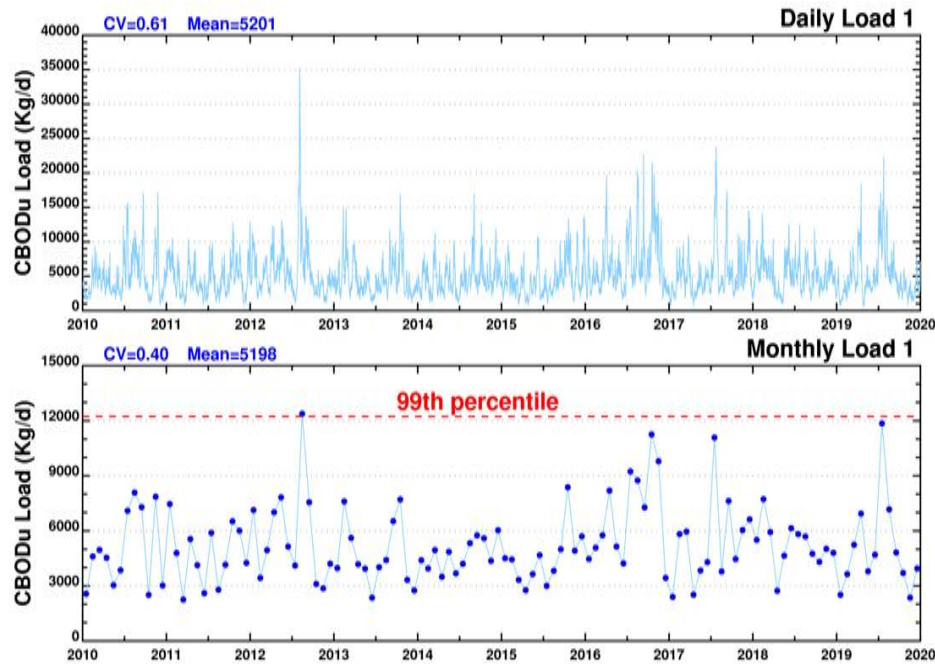 CV=0.61 Mean=5201
Daily Load 1
CBODu Load (Kg/d)
40000
35000
30000
25000
20000
15000
10000
5000
0
2010 2011 2012 2013 2014 2015 2016 2017 2018 2019 2020
CV=0.40 Mean=5198
Monthly Load 1
CBODu Load (Kg/d)
15000
12000
9000
6000
3000
0
99th percentile
2010 2011 2012 2013 2014 2015 2016 2017 2018 2019 2020